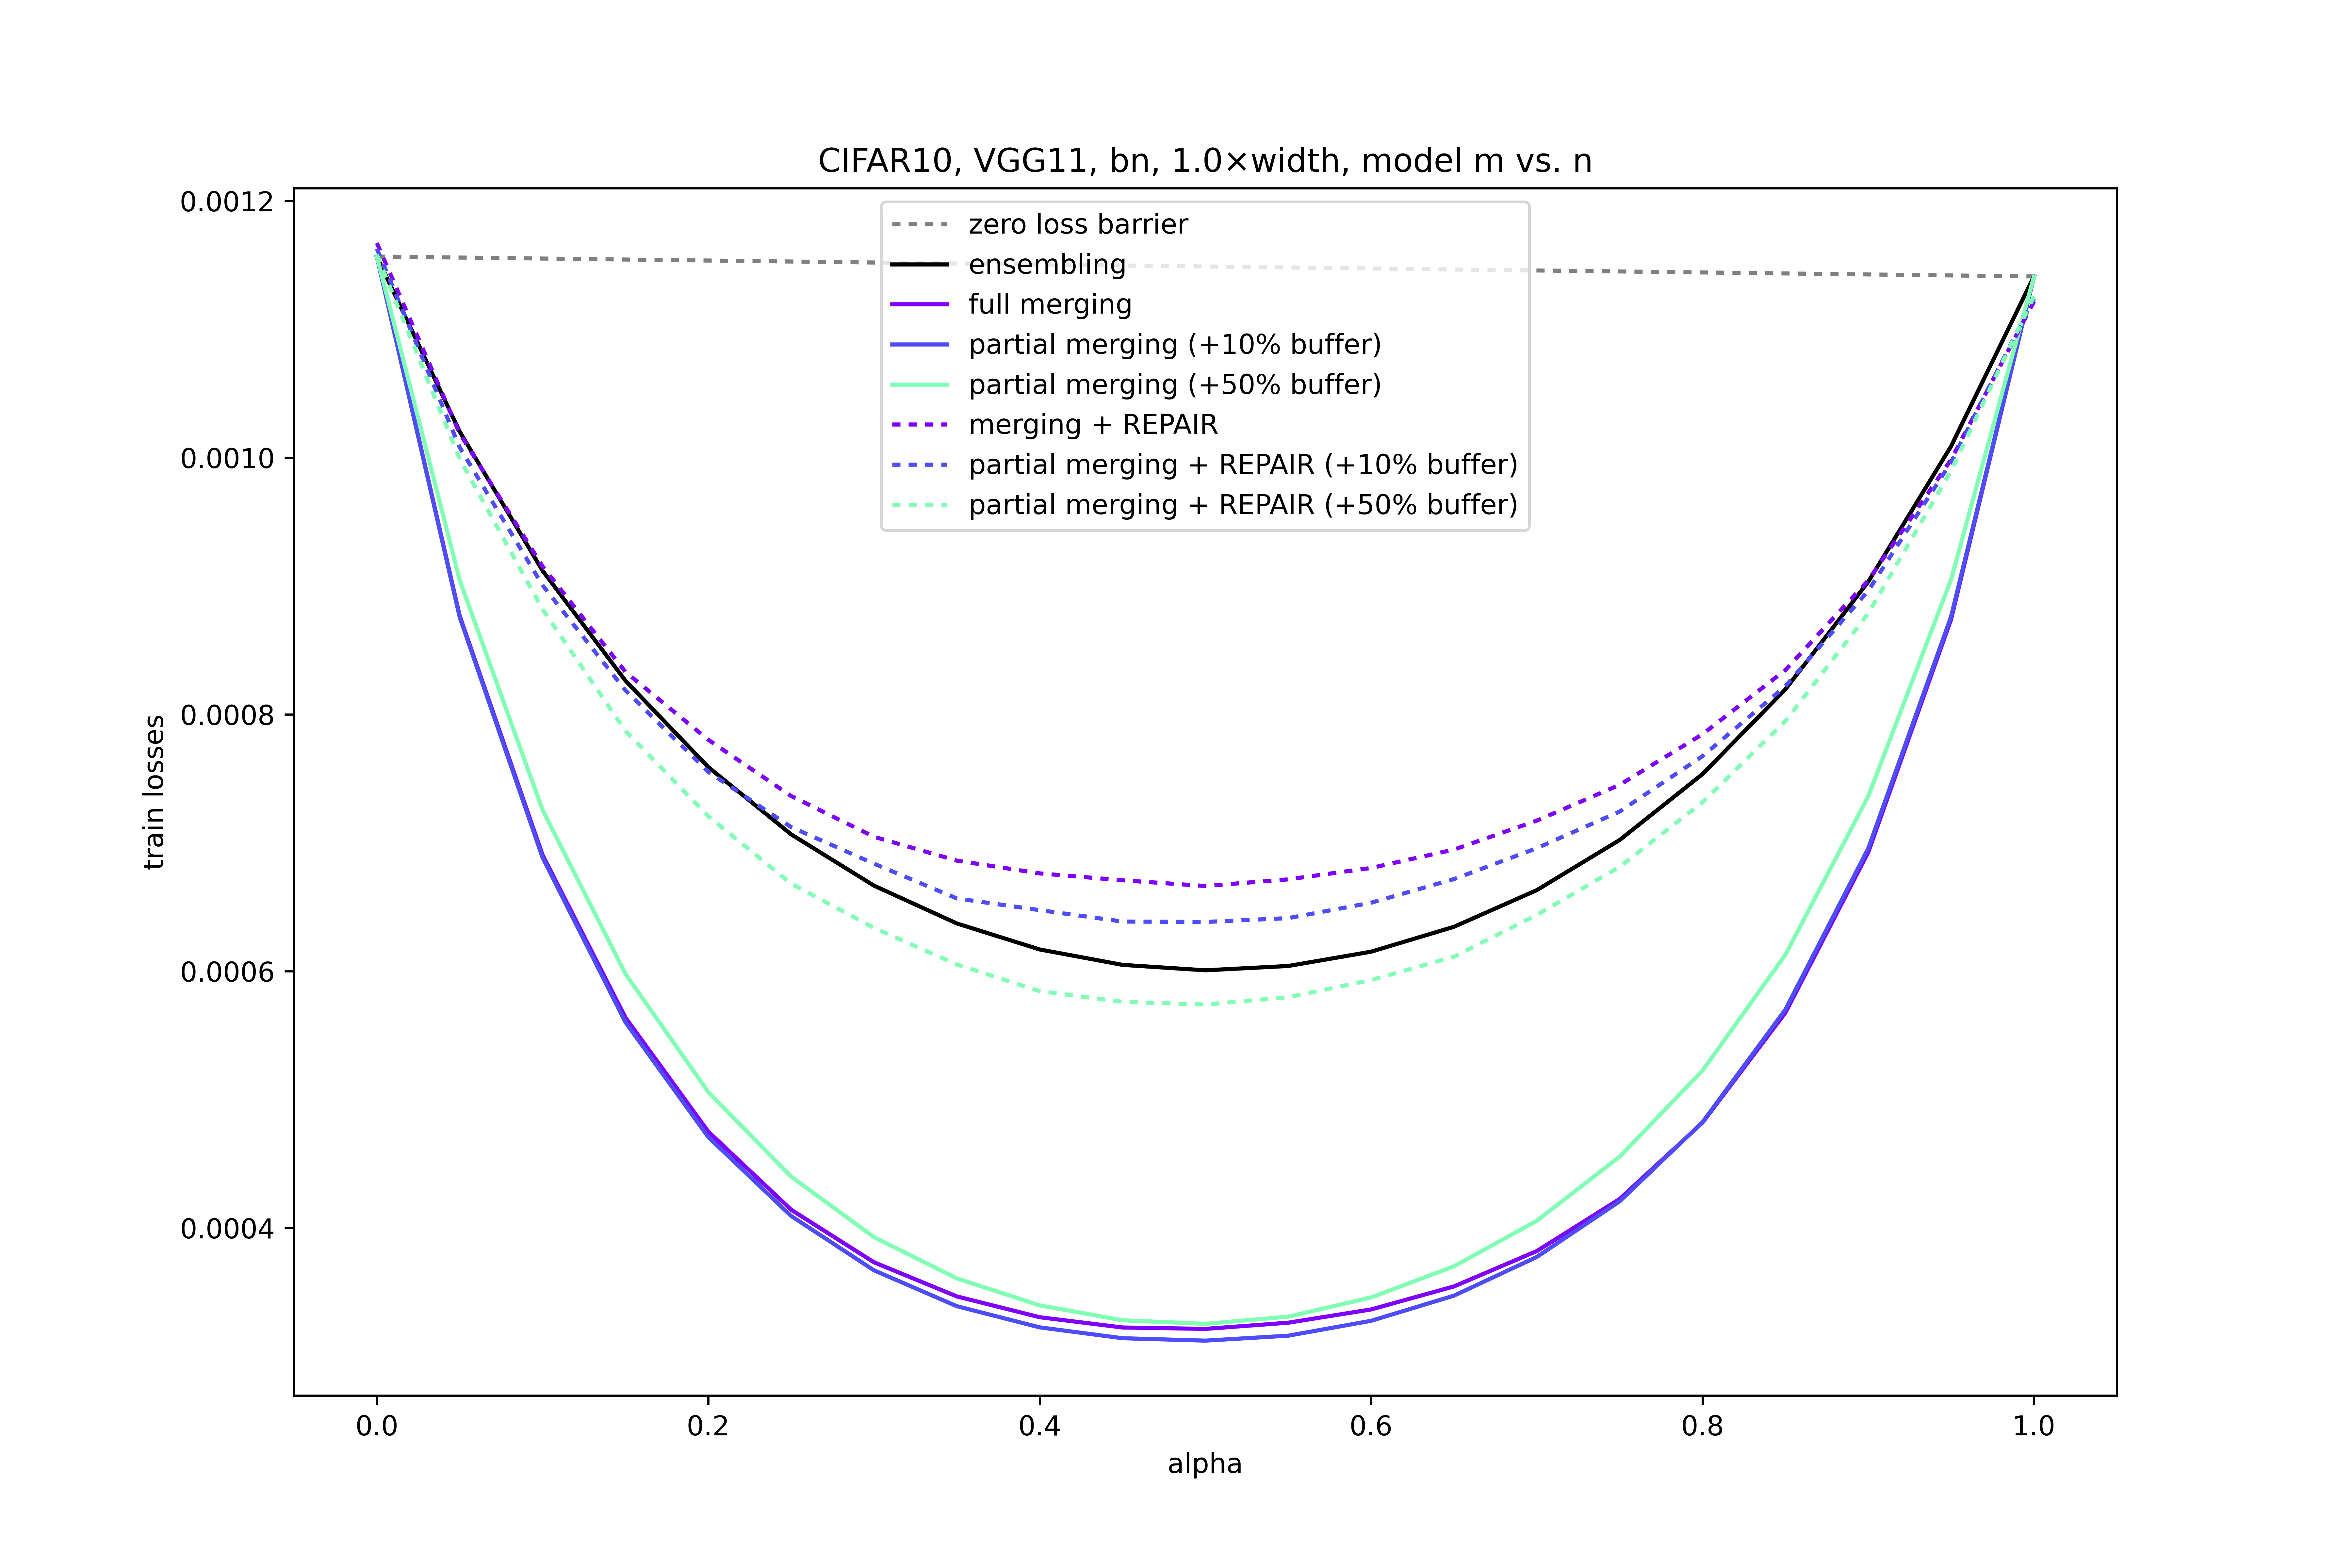 CIFAR10, VGG11, bn, 1.0×width, model m vs. n
0.0012
0.0010
0.0008
0.0006
0.0004
train losses
zero loss barrier
ensembling
full merging
partial merging (+10% buffer)
partial merging (+50% buffer)
merging + REPAIR
partial merging + REPAIR (+10% buffer)
partial merging + REPAIR (+50% buffer)
0.0 0.2 0.4 0.6 0.8 1.0
alpha